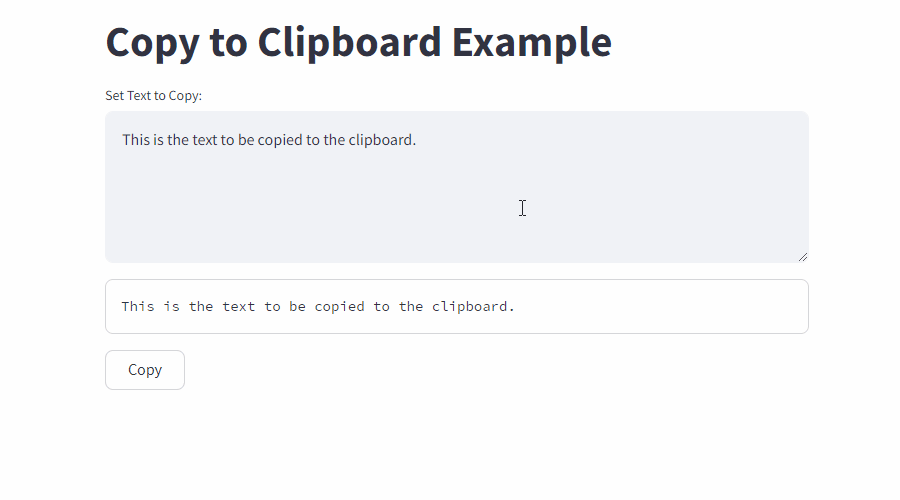 Copy to Clipboard Example
Set Text to Copy:
This is the text to be copied to the clipboard.
This is the text to be copied to the clipboard.
Copy